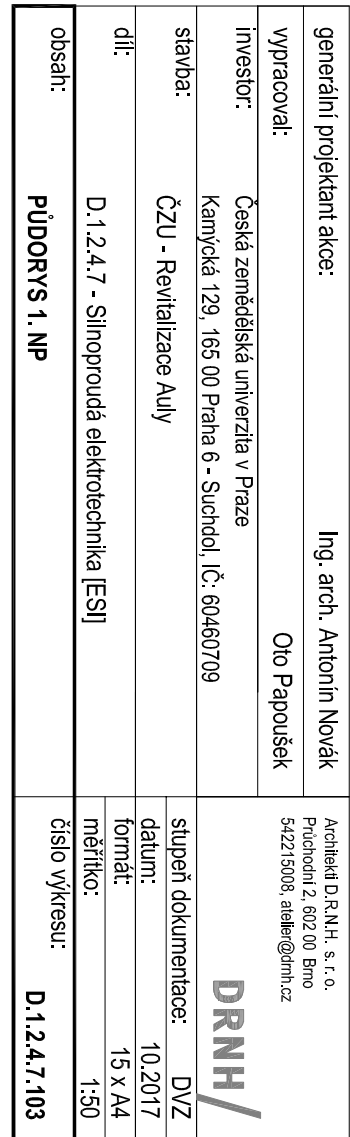 generální projektant akce: Ing. arch. Antonín Novák
vypracoval: Oto Papoušek
Architekti D.R.N.H. s. r. o.
Průchodní 2, 602 00 Brno
542215008, atelier@drnh.cz
DRNH/
investor: Česká zemědělská univerzita v Praze
Kamýcká 129, 165 00 Praha 6 - Suchdol, IČ: 60460709
stavba: ČZU - Revitalizace Auly
stupeň dokumentace: DVZ
datum: 10.2017
díl: D.1.2.4.7 - Silnoproudá elektrotechnika [ESI]
formát: 15 x A4
měřítko: 1:50
obsah: PŮDORYS 1. NP
číslo výkresu: D.1.2.4.7.103